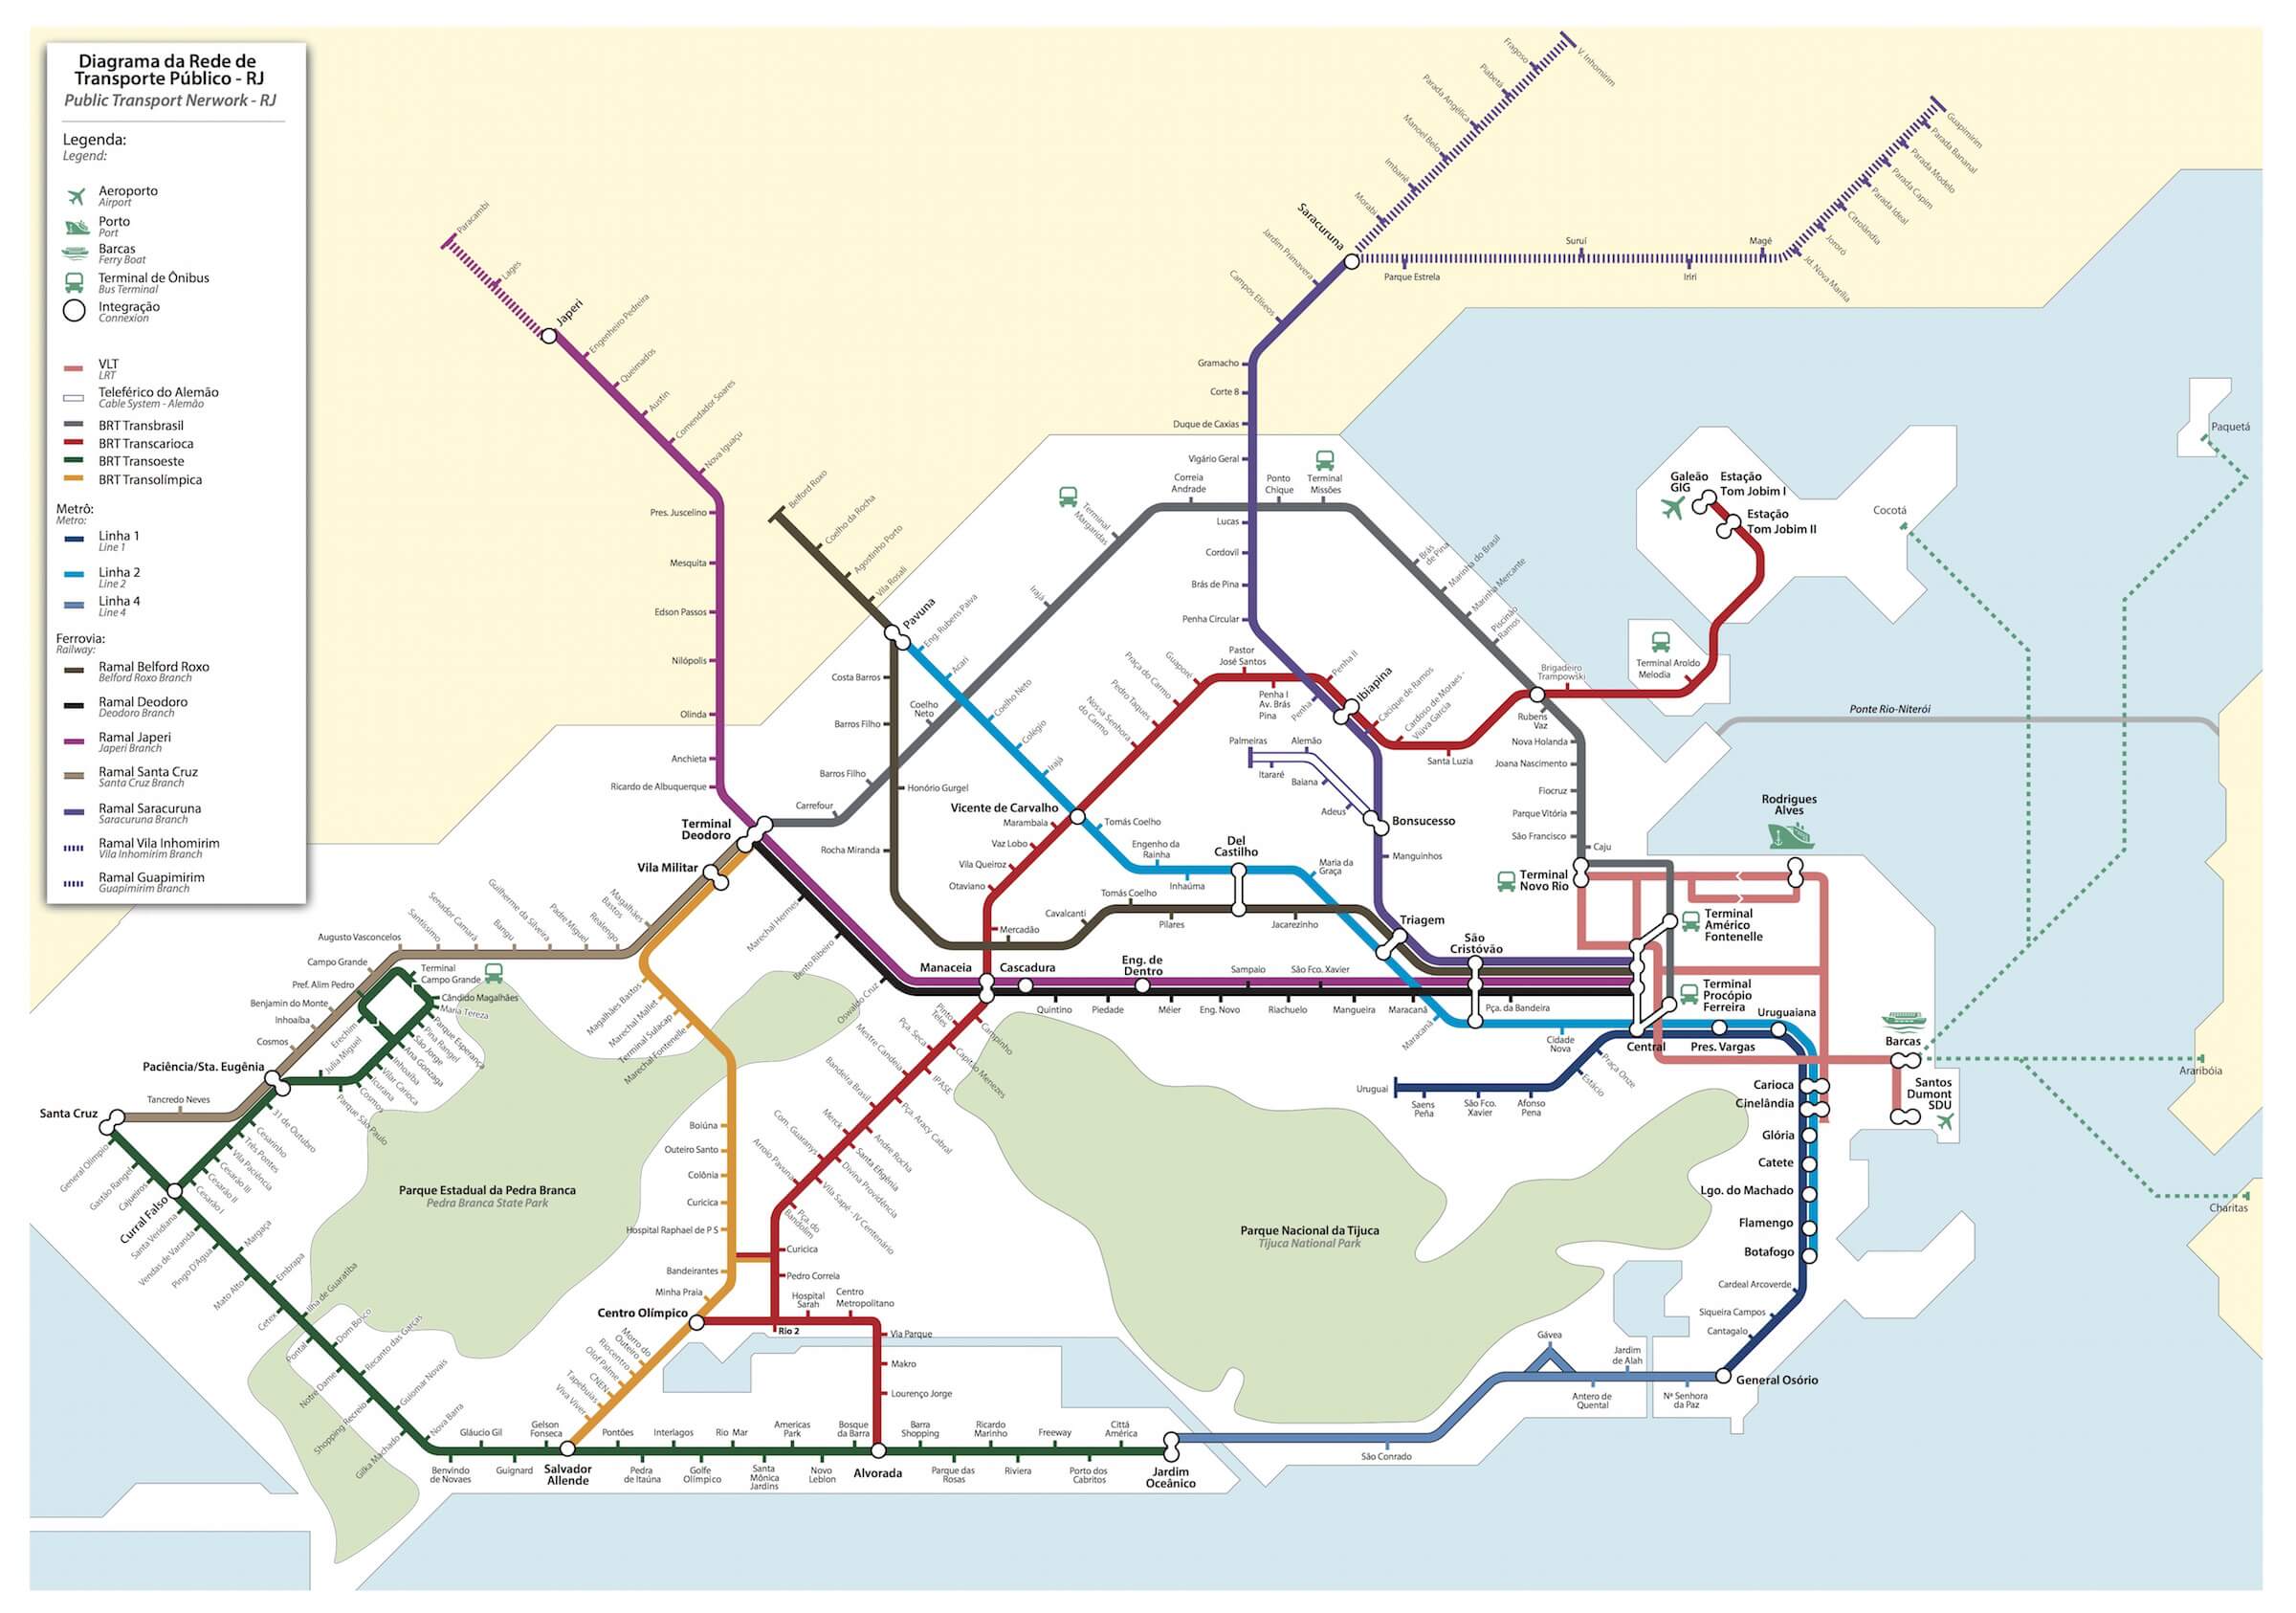 Diagrama da Rede de
Transporte Público - RJ
Public Transport Nerwork - RJ
Legenda:
Legend:
Aeroporto
Airport
Porto
Port
Barcas
Ferry Boat
Terminal de Ônibus
Bus Terminal
Integração
Connexion
VLT
LRT
Teleférico do Alemão
Cable System - Alemão
BRT Transbrasil
BRT Transcarioca
BRT Transoeste
BRT Transolímpica
Metrô:
Metro:
Linha 1
Line 1
Linha 2
Line 2
Linha 4
Line 4
Ferrovia:
Railway:
Ramal Belford Roxo
Belford Roxo Branch
Ramal Deodoro
Deodoro Branch
Ramal Japeri
Japeri Branch
Ramal Santa Cruz
Santa Cruz Branch
Ramal Saracuruna
Saracuruna Branch
Ramal Vila Inhomirim
Vila Inhomirim Branch
Ramal Guapimirim
Guapimirim Branch
Paracambi
Lages
Japeri
Engenheiro Pedreira
Queimados
Austin
Comendador Soares
Nova Iguaçu
Pres. Juscelino
Mesquita
Edson Passos
Nilópolis
Olinda
Anchieta
Ricardo de Albuquerque
Terminal
Deodoro
Vila Militar
Belford Roxo
Coelho da Rocha
Agostinho Porto
Vila Rosali
Pavuna
Eng. Rubens Paiva
Acari
Coelho Neto
Colégio
Irajá
Vicente de Carvalho
Tomás Coelho
Engenho da
Rainha
Inhaúma
Del
Castilho
Maria da
Graça
Triagem
Costa Barros
Barros Filho
Honório Gurgel
Rocha Miranda
Mercadão
Cavalcanti
Tomás Coelho
Pilares
Jacarezinho
Carrefour
Barros Filho
Coelho
Neto
Irajá
Terminal
Margaridas
Correia
Andrade
Ponto
Chique
Terminal
Missões
Brás
de Pina
Marinha do Brasil
Marinha Mercante
Piscinão
Ramos
Rubens
Vaz
Nova Holanda
Joana Nascimento
Fiocruz
Parque Vitória
São Francisco
Caju
Terminal
Novo Rio
V. Inhomirim
Fragoso
Piabetá
Parada Angélica
Manoel Belo
Imbariê
Morabi
Saracuruna
Parque Estrela
Suruí
Iriri
Magé
Jd. Nova Marília
Jororó
Citrolândia
Parada Ideal
Parada Capim
Parada Modelo
Parada Bananal
Guapimirim
Jardim Primavera
Campos Elíseos
Gramacho
Corte 8
Duque de Caxias
Vigário Geral
Lucas
Cordovil
Brás de Pina
Penha Circular
Penha
Ibiapina
Bonsucesso
Manguinhos
Galeão
GIG
Estação
Tom Jobim I
Estação
Tom Jobim II
Terminal Aroldo
Melodia
Brigadeiro
Trampowski
Santa Luzia
Cardoso de Moraes -
Viúva Garcia
Cacique de Ramos
Penha II
Penha I
Av. Brás
Pina
Pastor
José Santos
Guaporé
Praça do Carmo
Pedro Taques
Nossa Senhora
do Carmo
Marambaia
Vaz Lobo
Vila Queiroz
Otaviano
Palmeiras
Itararé
Alemão
Baiana
Adeus
Cocotá
Paquetá
Ponte Rio-Niterói
Rodrigues
Alves
Terminal
Américo
Fontenelle
Terminal
Procópio
Ferreira
Barcas
Santos
Dumont
SDU
Araribóia
Charitas
Manaceia
Cascadura
Eng. de
Dentro
Sampaio
São Fco. Xavier
São
Cristóvão
Quintino
Piedade
Méier
Eng. Novo
Riachuelo
Mangueira
Maracanã
Pça. da Bandeira
Maracanã
Cidade
Nova
Central
Pres. Vargas
Uruguaiana
Carioca
Cinelândia
Glória
Catete
Lgo. do Machado
Flamengo
Botafogo
Cardeal Arcoverde
Siqueira Campos
Cantagalo
General Osório
Uruguai
Saens
Peña
São Fco.
Xavier
Afonso
Pena
Estácio
Praça Onze
Marechal Hermes
Bento Ribeiro
Oswaldo Cruz
Magalhães
Bastos
Realengo
Padre Miguel
Guilherme da Silveira
Bangu
Senador Camará
Santíssimo
Augusto Vasconcelos
Campo Grande
Pref. Alim Pedro
Benjamin do Monte
Inhoaíba
Cosmos
Paciência/Sta. Eugênia
Tancredo Neves
Santa Cruz
Terminal
Campo Grande
Cândido Magalhães
Maria Tereza
Parque Esperança
Pina Rangel
São Jorge
Ana Gonzaga
Inhoaíba
Vilar Carioca
Icurana
Cosmos
Parque São Paulo
Julia Miguel
Erechim
31 de Outubro
Cesarinho
Três Pontes
Vila Paciência
Cesarão III
Cesarão II
Cesarão I
General Olímpio
Gastão Rangel
Cajueiros
Curral Falso
Santa Veridiana
Vendas de Varanda
Pingo D'Água
Mato Alto
Cetex
Pontal
Notre Dame
Shopping Recreio
Gilka Machado
Margaça
Embrapa
Ilha de Guaratiba
Dom Bosco
Recanto das Garças
Guiomar Novais
Nova Barra
Benvindo
de Novaes
Gláucio Gil
Guignard
Gelson
Fonseca
Salvador
Allende
Pontões
Pedra
de Itaúna
Interlagos
Golfe
Olímpico
Rio Mar
Santa
Mônica
Jardins
Americas
Park
Novo
Leblon
Bosque
da Barra
Alvorada
Barra
Shopping
Parque das
Rosas
Ricardo
Marinho
Riviera
Freeway
Porto dos
Cabritos
Città
América
Jardim
Oceânico
São Conrado
Gávea
Antero de
Quental
Jardim
de Alah
Nª Senhora
da Paz
Magalhães Bastos
Marechal Mallet
Terminal Sulacap
Marechal Fontenelle
Boiúna
Outeiro Santo
Colônia
Curicica
Hospital Raphael de P S
Bandeirantes
Minha Praia
Centro Olímpico
Morro do
Outeiro
Riocentro
Olof Palme
CNEN
Tapebuias
Viva Viver
Pinto
Teles
Campinho
Pça. Seca
Capitão Menezes
Mestre Candeia
IPASE
Bandeira Brasil
Pça. Aracy Cabral
Merck
Andre Rocha
Com. Guaranys
Santa Efigênia
Divina Providência
Arroio Pavuna
Vila Sapê - IV Centenário
Pça. do
Bandolim
Curicica
Pedro Correia
Rio 2
Hospital
Sarah
Centro
Metropolitano
Via Parque
Makro
Lourenço Jorge
Parque Estadual da Pedra Branca
Pedra Branca State Park
Parque Nacional da Tijuca
Tijuca National Park